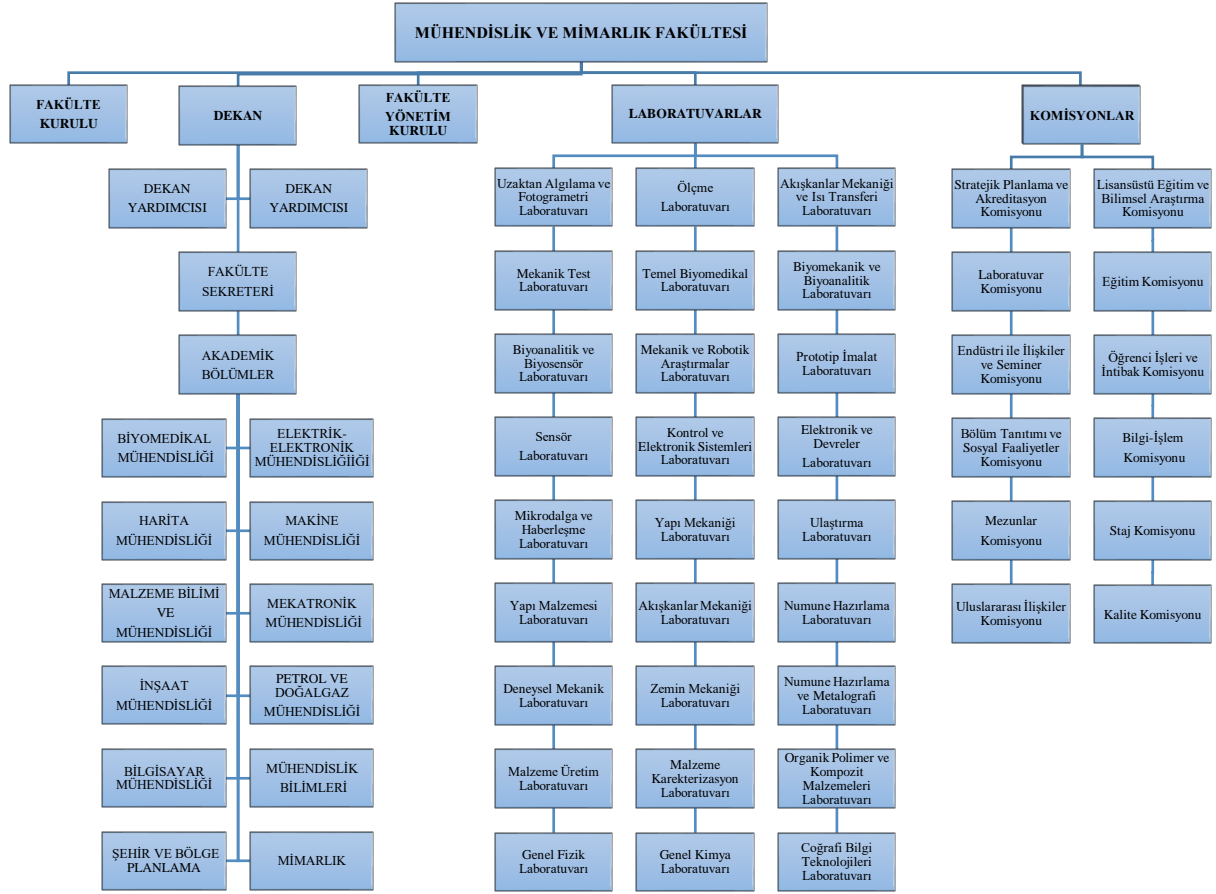 MÜHENDİSLİK VE MİMARLIK FAKÜLTESİ
FAKÜLTE
KURULU
DEKAN
FAKÜLTE
YÖNETİM
KURULU
LABORATUVARLAR
KOMİSYONLAR
DEKAN
YARDIMCISI
DEKAN
YARDIMCISI
FAKÜLTE
SEKRETERİ
AKADEMİK
BÖLÜMLER
BİYOMEDİKAL
MÜHENDİSLİĞİ
ELEKTRİK-
ELEKTRONİK
MÜHENDİSLİĞİİĞİ
HARİTA
MÜHENDİSLİĞİ
MAKİNE
MÜHENDİSLİĞİ
MALZEME BİLİMİ
VE
MÜHENDİSLİĞİ
MEKATRONİK
MÜHENDİSLİĞİ
İNŞAAT
MÜHENDİSLİĞİ
PETROL VE
DOĞALGAZ
MÜHENDİSLİĞİ
BİLGİSAYAR
MÜHENDİSLİĞİ
MÜHENDİSLİK
BİLİMLERİ
ŞEHİR VE BÖLGE
PLANLAMA
MİMARLIK
Uzaktan Algılama ve
Fotogrametri
Laboratuvarı
Mekanik Test
Laboratuvarı
Biyoanalitik ve
Biyosensör
Laboratuvarı
Sensör
Laboratuvarı
Mikrodalga ve
Haberleşme
Laboratuvarı
Yapı Malzemesi
Laboratuvarı
Deneysel Mekanik
Laboratuvarı
Malzeme Üretim
Laboratuvarı
Genel Fizik
Laboratuvarı
Ölçme
Laboratuvarı
Temel Biyomedikal
Laboratuvarı
Mekanik ve Robotik
Araştırmalar
Laboratuvarı
Kontrol ve
Elektronik Sistemleri
Laboratuvarı
Yapı Mekaniği
Laboratuvarı
Akışkanlar Mekaniği
Laboratuvarı
Zemin Mekaniği
Laboratuvarı
Malzeme
Karekterizasyon
Laboratuvarı
Genel Kimya
Laboratuvarı
Akışkanlar Mekaniği
ve Isı Transferi
Laboratuvarı
Biyomekanik ve
Biyoanalitik
Laboratuvarı
Prototip İmalat
Laboratuvarı
Elektronik ve
Devreler
Laboratuvarı
Ulaştırma
Laboratuvarı
Numune Hazırlama
Laboratuvarı
Numune Hazırlama
ve Metalografi
Laboratuvarı
Organik Polimer ve
Kompozit
Malzemeleri
Laboratuvarı
Coğrafi Bilgi
Teknolojileri
Laboratuvarı
Stratejik Planlama ve
Akreditasyon
Komisyonu
Laboratuvar
Komisyonu
Endüstri ile İlişkiler
ve Seminer
Komisyonu
Bölüm Tanıtımı ve
Sosyal Faaliyetler
Komisyonu
Mezunlar
Komisyonu
Uluslararası İlişkiler
Komisyonu
Lisansüstü Eğitim ve
Bilimsel Araştırma
Komisyonu
Eğitim Komisyonu
Öğrenci İşleri ve
İntibak Komisyonu
Bilgi-İşlem
Komisyonu
Staj Komisyonu
Kalite Komisyonu